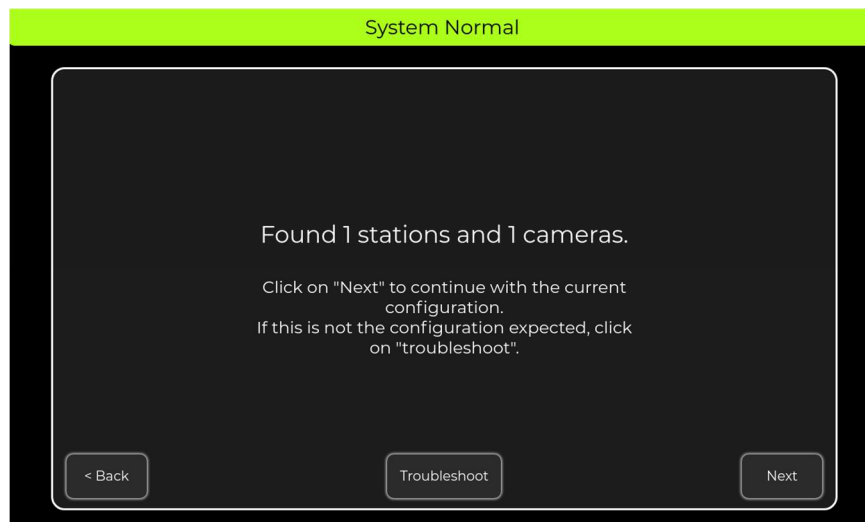 System Normal
Found 1 stations and 1 cameras.
Click on "Next" to continue with the current
configuration.
If this is not the configuration expected, click
on "troubleshoot".
< Back
Troubleshoot
Next